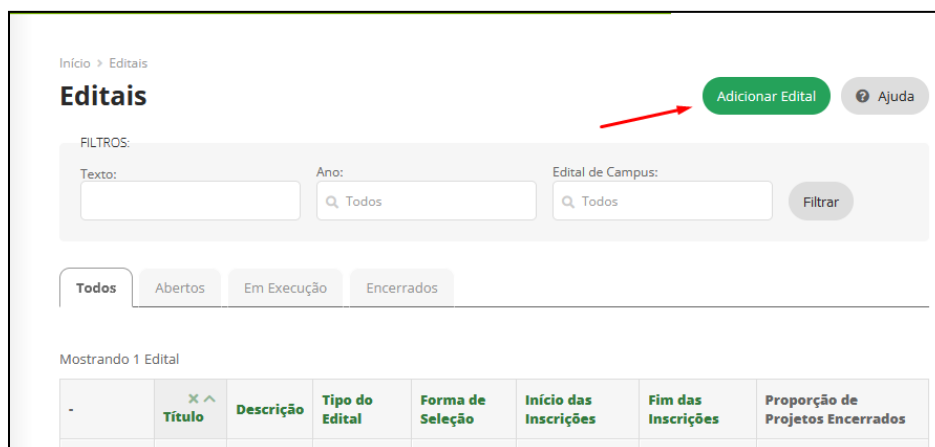 Início > Editais
Editais
Adicionar Edital
Ajuda
FILTROS:
Texto:
Ano:
Edital de Campus:
Todos
Todos
Filtrar
Todos
Abertos
Em Execução
Encerrados
Mostrando 1 Edital
-
Título
Descrição
Tipo do
Edital
Forma de
Seleção
Início das
Inscrições
Fim das
Inscrições
Proporção de
Projetos Encerrados